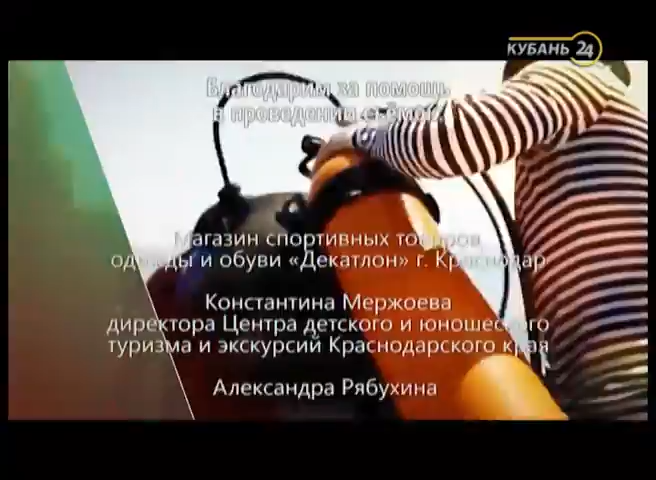 КУБАНЬ 24
Благодарим за помощь
в проведении съёмок:
Магазин спортивных товаров,
одежды и обуви «Декатлон» г. Краснодар
Константина Мержоева
директора Центра детского и юношеского
туризма и экскурсий Краснодарского края
Александра Рябухина